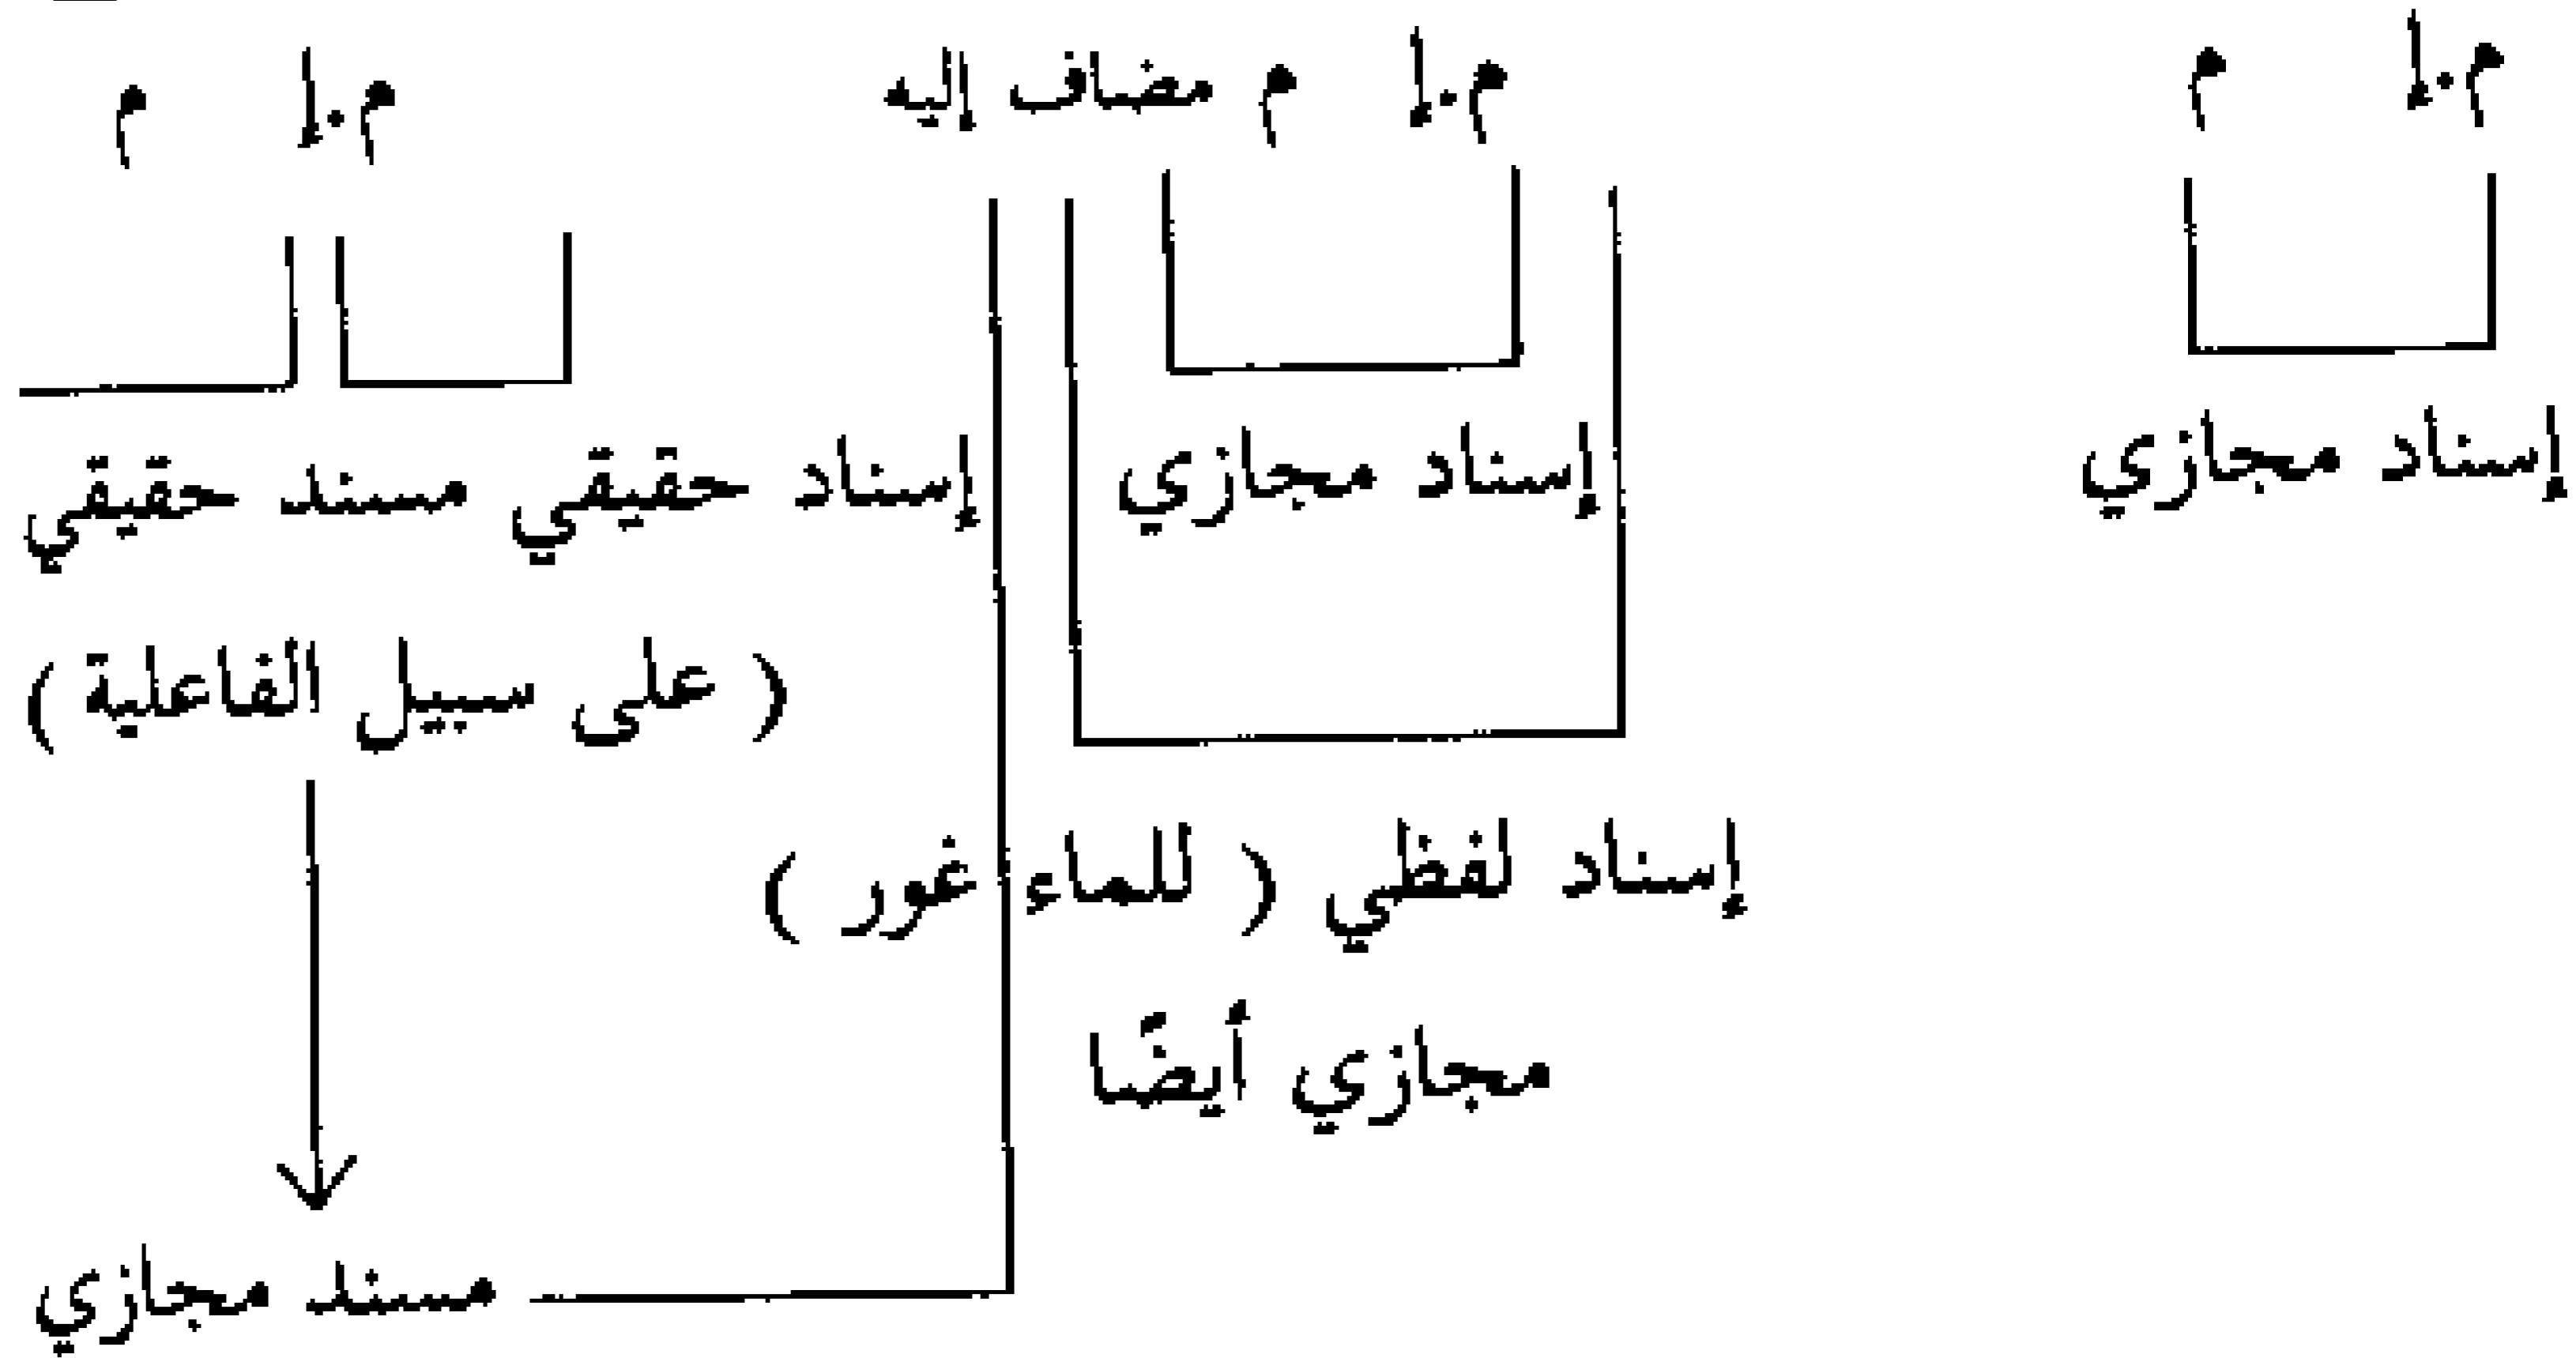 م.إ م م.إ م مضاف إليه م.إ م
إسناد مجازي إسناد مجازي إسناد حقيقي مسند حقيقي
( على سبيل الفاعلية )
إسناد لفظي ( للماء غور )
مجازي أيضًا
مسند مجازي